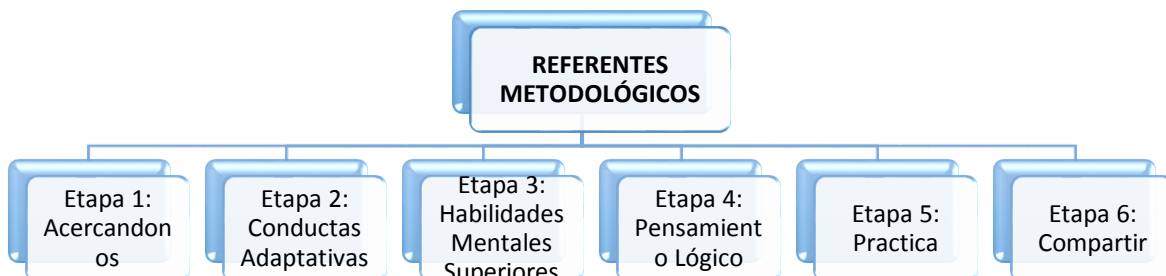 REFERENTES
METODOLÓGICOS
Etapa 1:
Acercandon
os
Etapa 2:
Conductas
Adaptativas
Etapa 3:
Habilidades
Mentales
Superiores
Etapa 4:
Pensamient
o Lógico
Etapa 5:
Practica
Etapa 6:
Compartir